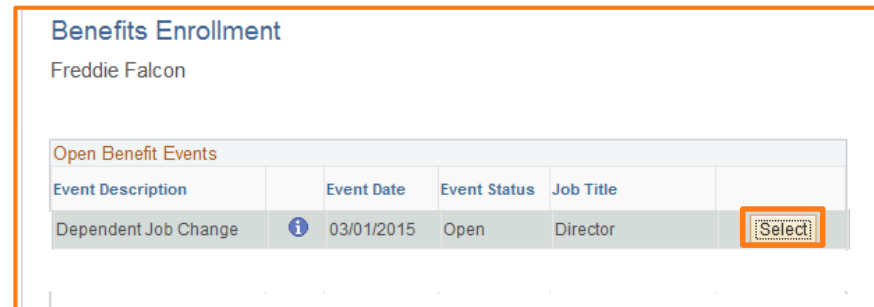 Benefits Enrollment
Freddie Falcon
Open Benefit Events
Event Description Event Date Event Status Job Title
Dependent Job Change i 03/01/2015 Open Director Select